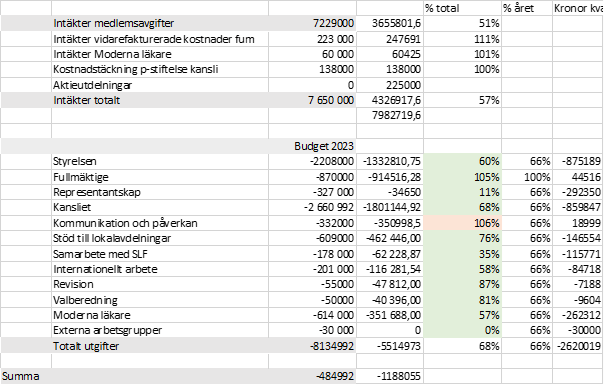 % total % året Kronor kva
Intäkter medlemsavgifter 7229000 3655801,6 51%
Intäkter vidarefakturerade kostnader fum 223 000 247691 111%
Intäkter Moderna läkare 60 000 60425 101%
Kostnadstäckning p-stiftelse kansli 138000 138000 100%
Aktieutdelningar 0 225000
Intäkter totalt 7 650 000 4326917,6 57%
7982719,6
Budget 2023
Styrelsen -2208000 -1332810,75 60% 66% -875189
Fullmäktige -870000 -914516,28 105% 100% 44516
Representantskap -327 000 -34650 11% 66% -292350
Kansliet -2 660 992 -1801144,92 68% 66% -859847
Kommunikation och påverkan -332000 -350998,5 106% 66% 18999
Stöd till lokalavdelningar -609000 -462 446,00 76% 66% -146554
Samarbete med SLF -178 000 -62 228,87 35% 66% -115771
Internationellt arbete -201 000 -116 281,54 58% 66% -84718
Revision -55000 -47 812,00 87% 66% -7188
Valberedning -50000 -40 396,00 81% 66% -9604
Moderna läkare -614 000 -351 688,00 57% 66% -262312
Externa arbetsgrupper -30 000 0 0% 66% -30000
Totalt utgifter -8134992 -5514973 68% 66% -2620019
Summa -484992 -1188055